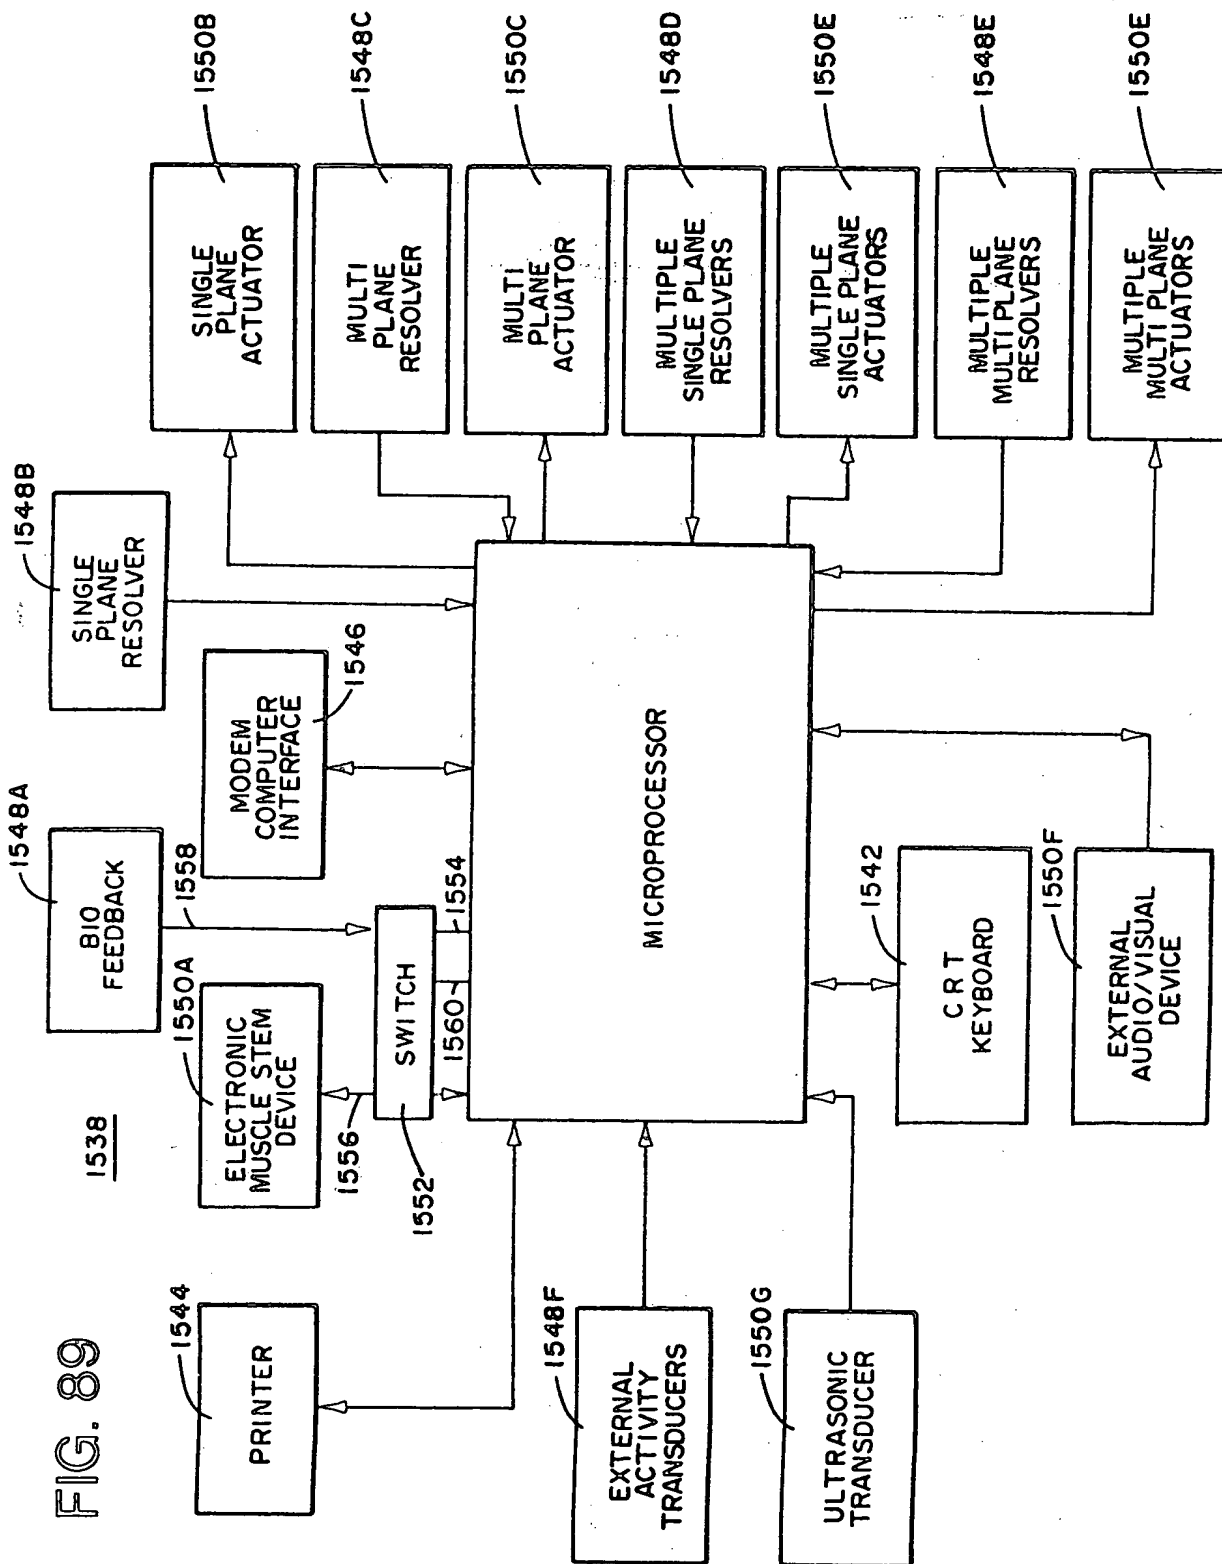 FIG. 89
1538
1544
PRINTER
1550A
ELECTRONIC
MUSCLE STEM
DEVICE
1548A
BIO
FEEDBACK
1558
1556
1552
SWITCH
1560
1554
MODEM
COMPUTER
INTERFACE
1546
1548B
SINGLE
PLANE
RESOLVER
MICROPROCESSOR
1550B
SINGLE
PLANE
ACTUATOR
1548C
MULTI
PLANE
RESOLVER
1550C
MULTI
PLANE
ACTUATOR
1548D
MULTIPLE
SINGLE PLANE
RESOLVERS
1550E
MULTIPLE
SINGLE PLANE
ACTUATORS
1548E
MULTIPLE
MULTI PLANE
RESOLVERS
1550E
MULTIPLE
MULTI PLANE
ACTUATORS
1548F
EXTERNAL
ACTIVITY
TRANSDUCERS
1550G
ULTRASONIC
TRANSDUCER
1542
CRT
KEYBOARD
1550F
EXTERNAL
AUDIO/VISUAL
DEVICE